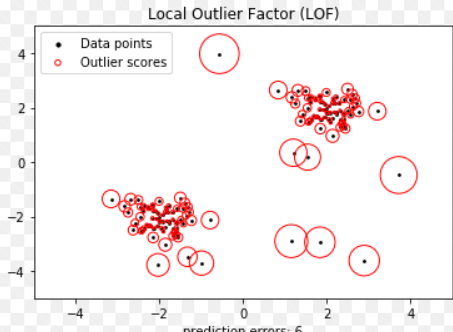 Local Outlier Factor (LOF)
Data points
Outlier scores
4
2
0
−2
−4
−4 −2 0 2 4
prediction errors: 6